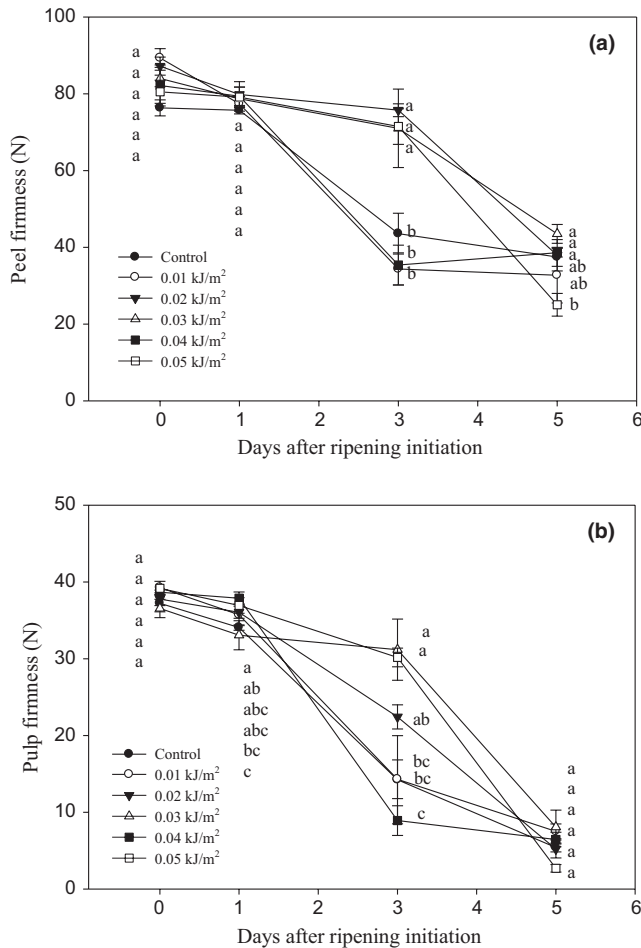 (a)
100
80
60
40
20
0
Peel firmness (N)
a
a
a
a
a
a
a
a
a
a
a
a
a
a
b
b
b
a
a
a
ab
ab
b
Control
0.01 kJ/m²
0.02 kJ/m²
0.03 kJ/m²
0.04 kJ/m²
0.05 kJ/m²
0 1 2 3 4 5 6
Days after ripening initiation
(b)
50
40
30
20
10
0
Pulp firmness (N)
a
a
a
a
a
a
a
ab
abc
abc
bc
c
a
a
ab
bc
bc
c
a
a
a
a
a
a
Control
0.01 kJ/m²
0.02 kJ/m²
0.03 kJ/m²
0.04 kJ/m²
0.05 kJ/m²
0 1 2 3 4 5 6
Days after ripening initiation